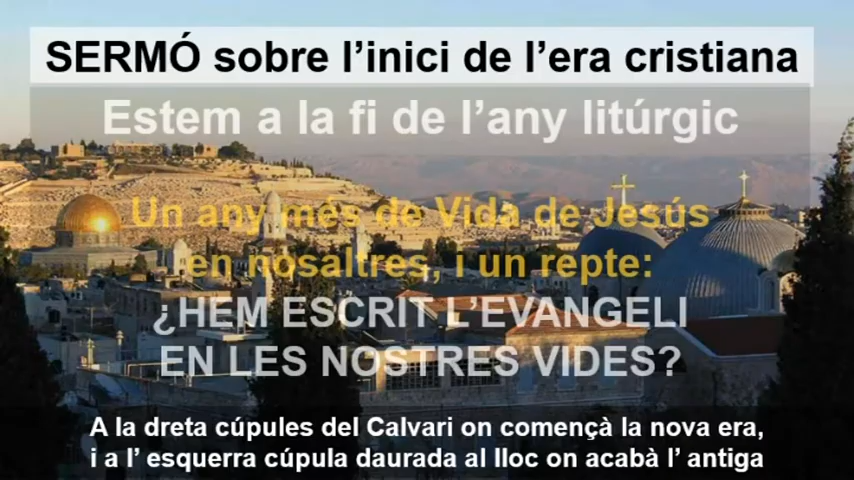 SERMÓ sobre l’inici de l’era cristiana
Estem a la fi de l’any litúrgic
Un any més de Vida de Jesús
en nosaltres, i un repte:
¿HEM ESCRIT L’EVANGELI
EN LES NOSTRES VIDES?
A la dreta cúpules del Calvari on començà la nova era,
i a l’ esquerra cúpula daurada al lloc on acabà l’ antiga